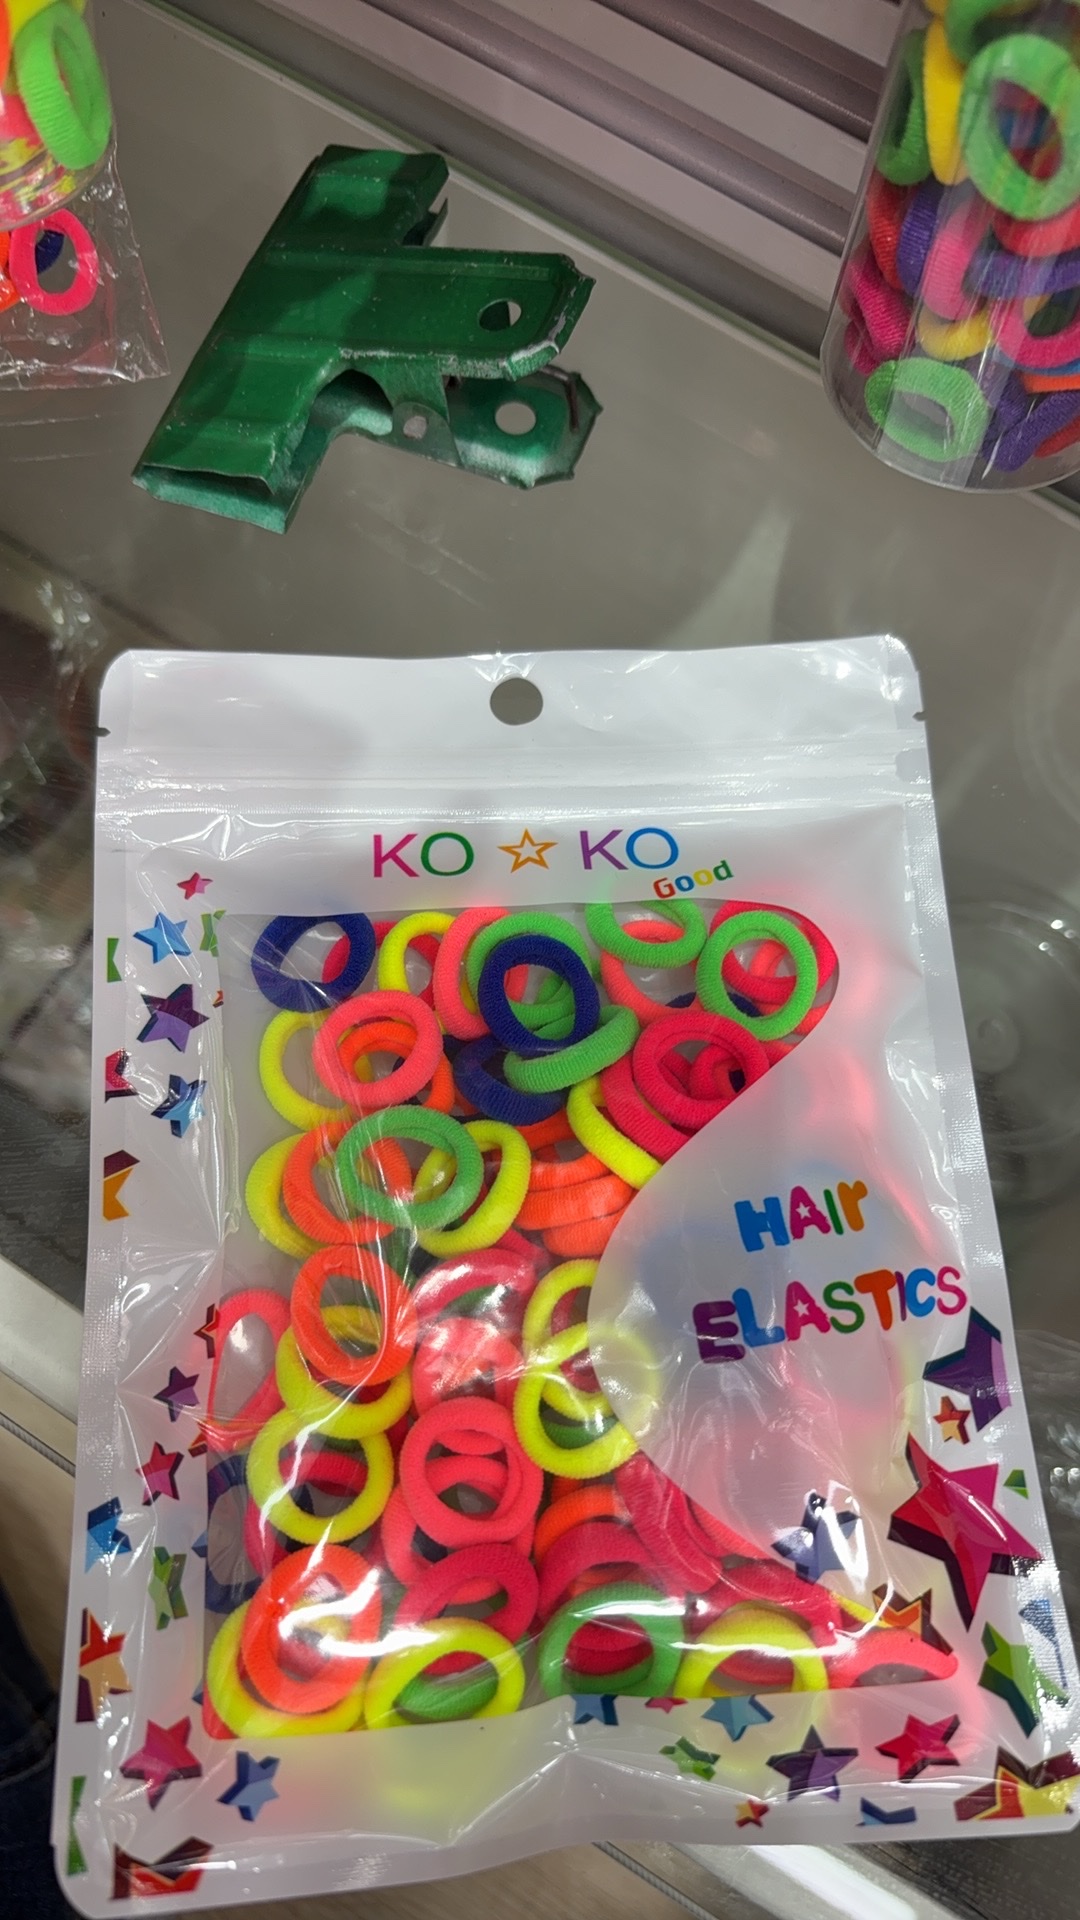 KO ☆ KO
Good
HAIr
ELASTICS